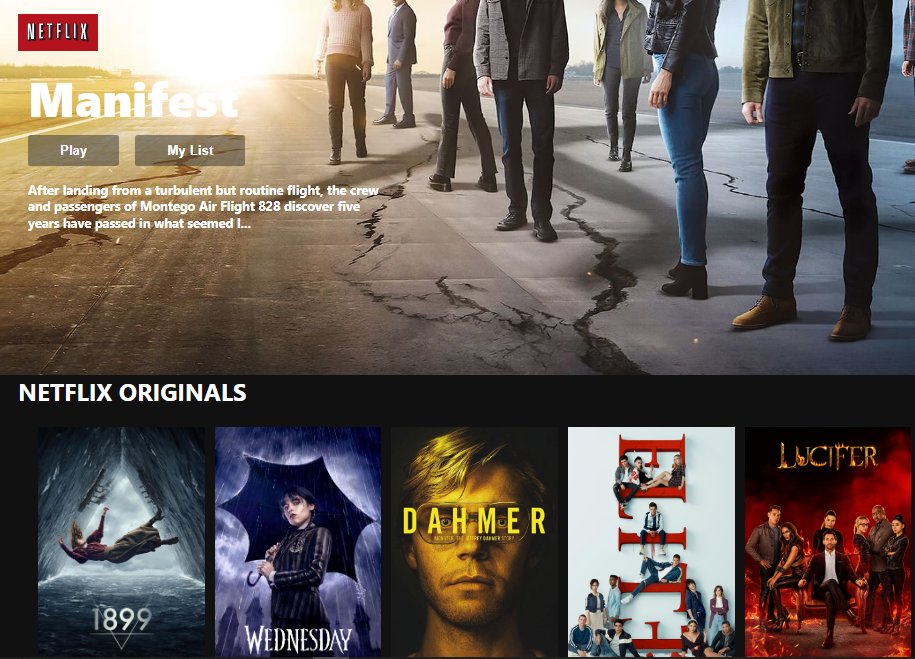 NETFLIX
Manifest
Play
My List
After landing from a turbulent but routine flight, the crew
and passengers of Montego Air Flight 828 discover five
years have passed in what seemed l...
NETFLIX ORIGINALS
1899
WEDNESDAY
DAHMER
MONSTER: THE JEFFREY DAHMER STORY
ELITE
LUCIFER